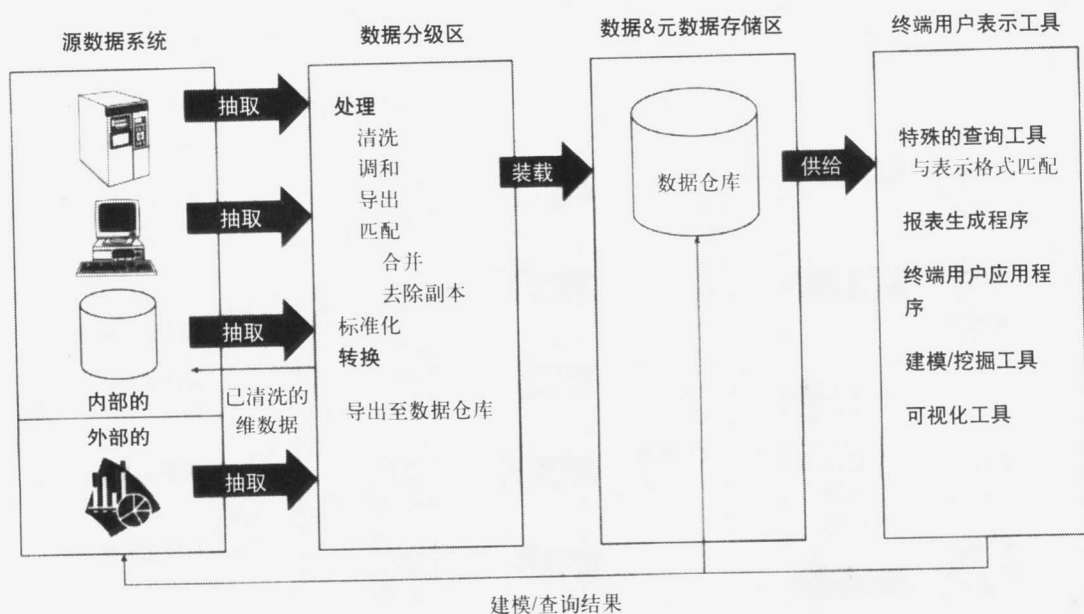 源数据系统
抽取
抽取
抽取
内部的
外部的
抽取
已清洗的
维数据
数据分级区
处理
清洗
调和
导出
匹配
合并
去除副本
标准化
转换
导出至数据仓库
装载
数据&元数据存储区
数据仓库
供给
终端用户表示工具
特殊的查询工具
与表示格式匹配
报表生成程序
终端用户应用程
序
建模/挖掘工具
可视化工具
建模/查询结果